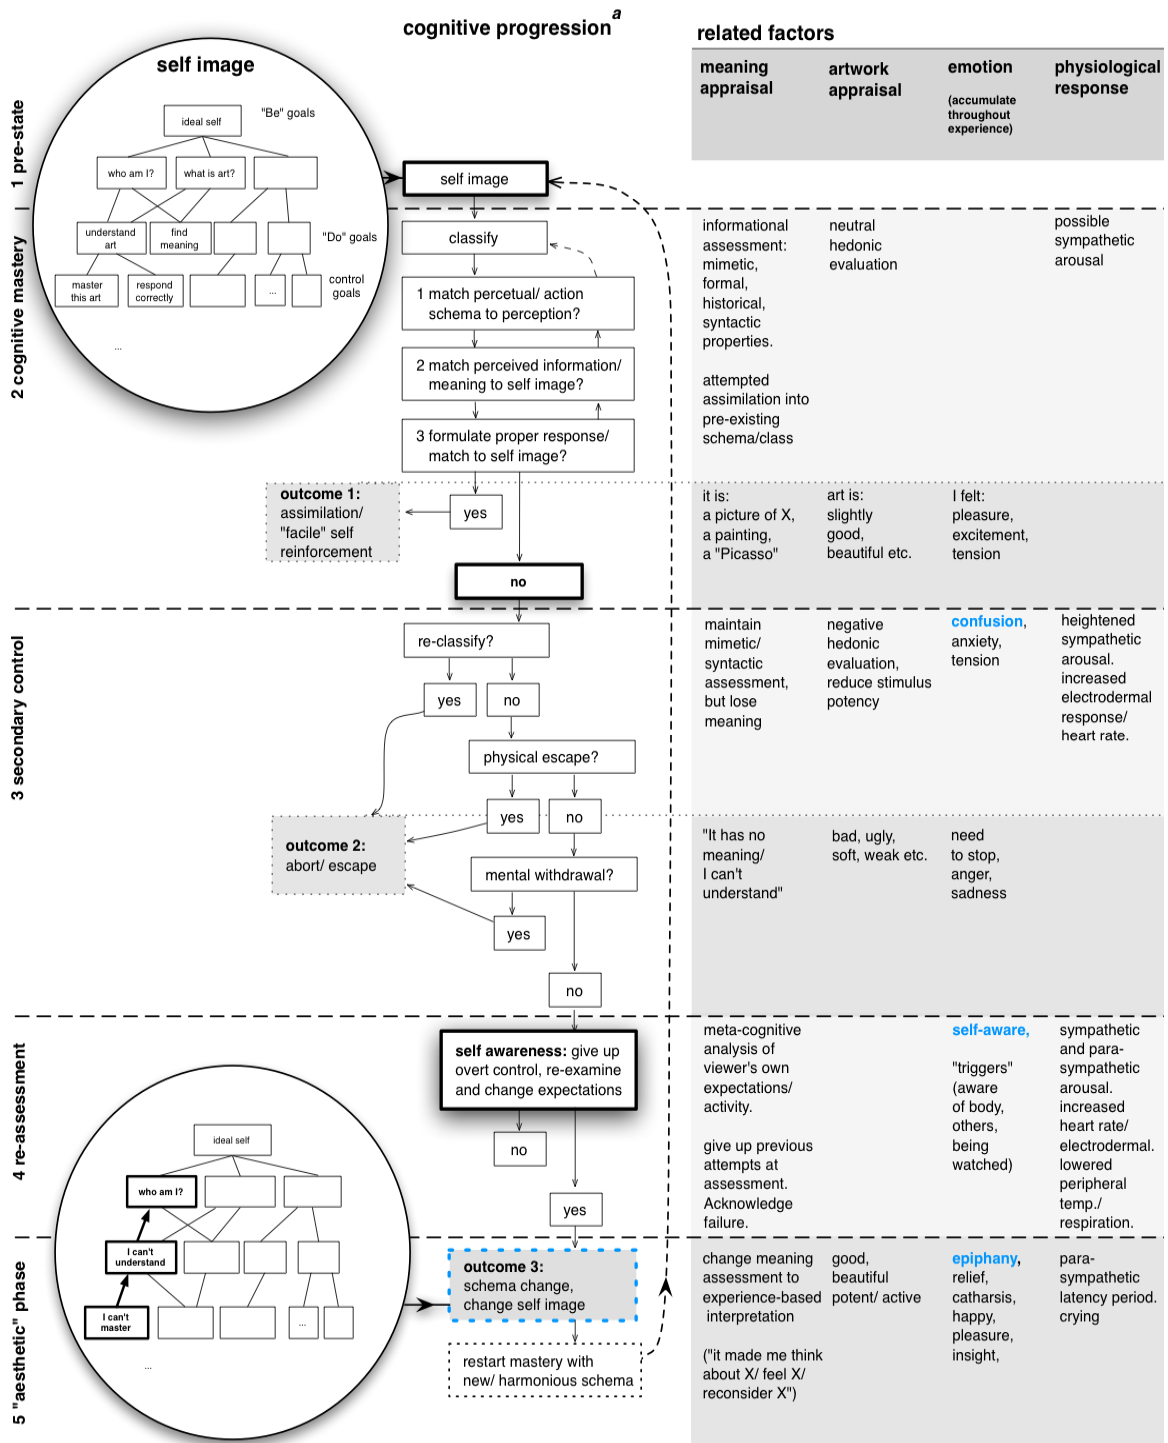 cognitive progression a
related factors
self image
meaning
appraisal
artwork
appraisal
emotion
(accumulate
throughout
experience)
physiological
response
1 pre-state
ideal self
"Be" goals
who am I?
what is art?
self image
2 cognitive mastery
understand
art
find
meaning
"Do" goals
master
this art
respond
correctly
...
control
goals
...
classify
1 match percetual/ action
schema to perception?
2 match perceived information/
meaning to self image?
3 formulate proper response/
match to self image?
informational
assessment:
mimetic,
formal,
historical,
syntactic
properties.
attempted
assimilation into
pre-existing
schema/class
neutral
hedonic
evaluation
possible
sympathetic
arousal
outcome 1:
assimilation/
"facile" self
reinforcement
yes
no
it is:
a picture of X,
a painting,
a "Picasso"
art is:
slightly
good,
beautiful etc.
I felt:
pleasure,
excitement,
tension
3 secondary control
re-classify?
yes
no
physical escape?
yes
no
outcome 2:
abort/ escape
mental withdrawal?
yes
no
maintain
mimetic/
syntactic
assessment,
but lose
meaning
negative
hedonic
evaluation,
reduce stimulus
potency
confusion,
anxiety,
tension
heightened
sympathetic
arousal.
increased
electrodermal
response/
heart rate.
"It has no
meaning/
I can't
understand"
bad, ugly,
soft, weak etc.
need
to stop,
anger,
sadness
4 re-assessment
self awareness: give up
overt control, re-examine
and change expectations
no
yes
meta-cognitive
analysis of
viewer's own
expectations/
activity.
give up previous
attempts at
assessment.
Acknowledge
failure.
self-aware,
"triggers"
(aware
of body,
others,
being
watched)
sympathetic
and para-
sympathetic
arousal.
increased
heart rate/
electrodermal.
lowered
peripheral
temp./
respiration.
ideal self
who am I?
I can't
understand
I can't
master
...
...
5 "aesthetic" phase
outcome 3:
schema change,
change self image
restart mastery with
new/ harmonious schema
change meaning
assessment to
experience-based
interpretation
("it made me think
about X/ feel X/
reconsider X")
good,
beautiful
potent/ active
epiphany,
relief,
catharsis,
happy,
pleasure,
insight,
para-
sympathetic
latency period.
crying